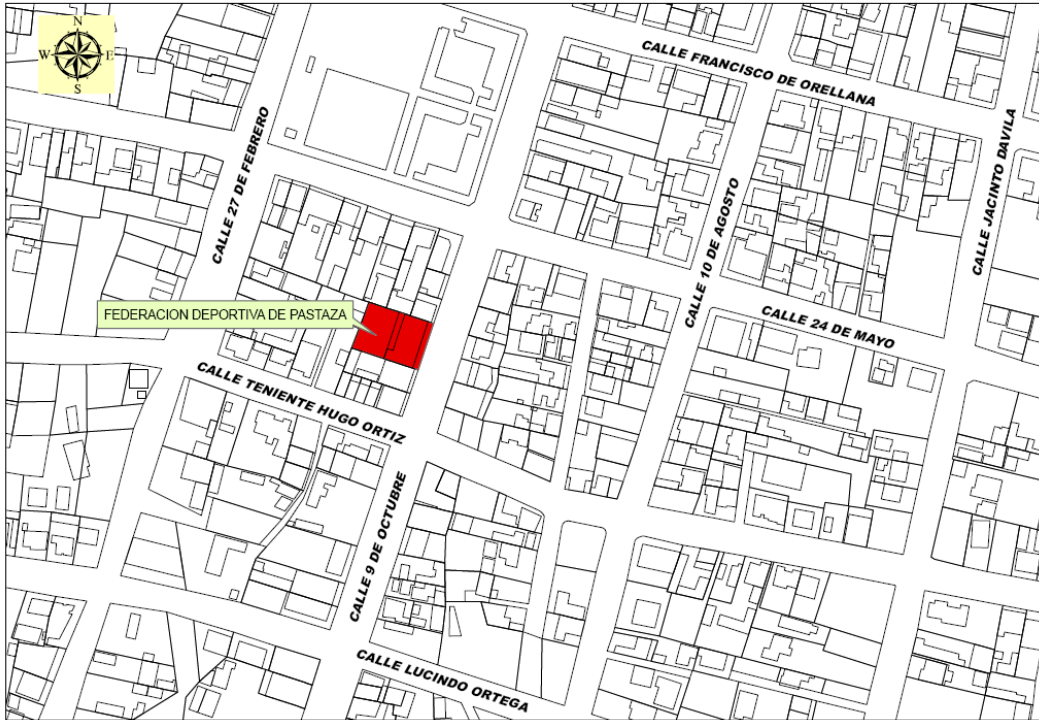 N
W E
S
CALLE FRANCISCO DE ORELLANA
CALLE 27 DE FEBRERO
CALLE JACINTO DAVILA
CALLE 10 DE AGOSTO
FEDERACION DEPORTIVA DE PASTAZA
CALLE 24 DE MAYO
CALLE TENIENTE HUGO ORTIZ
CALLE 9 DE OCTUBRE
CALLE LUCINDO ORTEGA